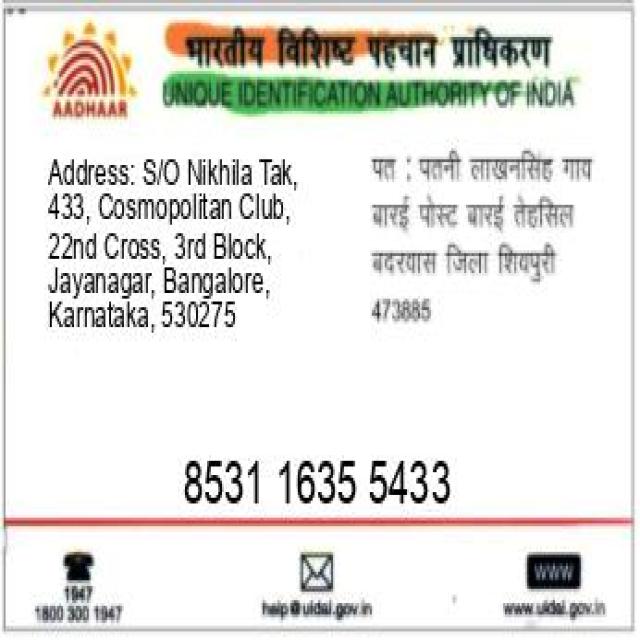 भारतीय विशिष्ट पहचान प्राधिकरण
AADHAAR
UNIQUE IDENTIFICATION AUTHORITY OF INDIA
Address: S/O Nikhila Tak,
433, Cosmopolitan Club,
22nd Cross, 3rd Block,
Jayanagar, Bangalore,
Karnataka, 530275
पत : पतनी लाखनसिंह गाव
बारई पोस्ट बारई तेहसिल
बदरवास जिला शिवपुरी
473885
8531 1635 5433
1947
1800 300 1947
help@uidai.gov.in
WWW
www.uidai.gov.in